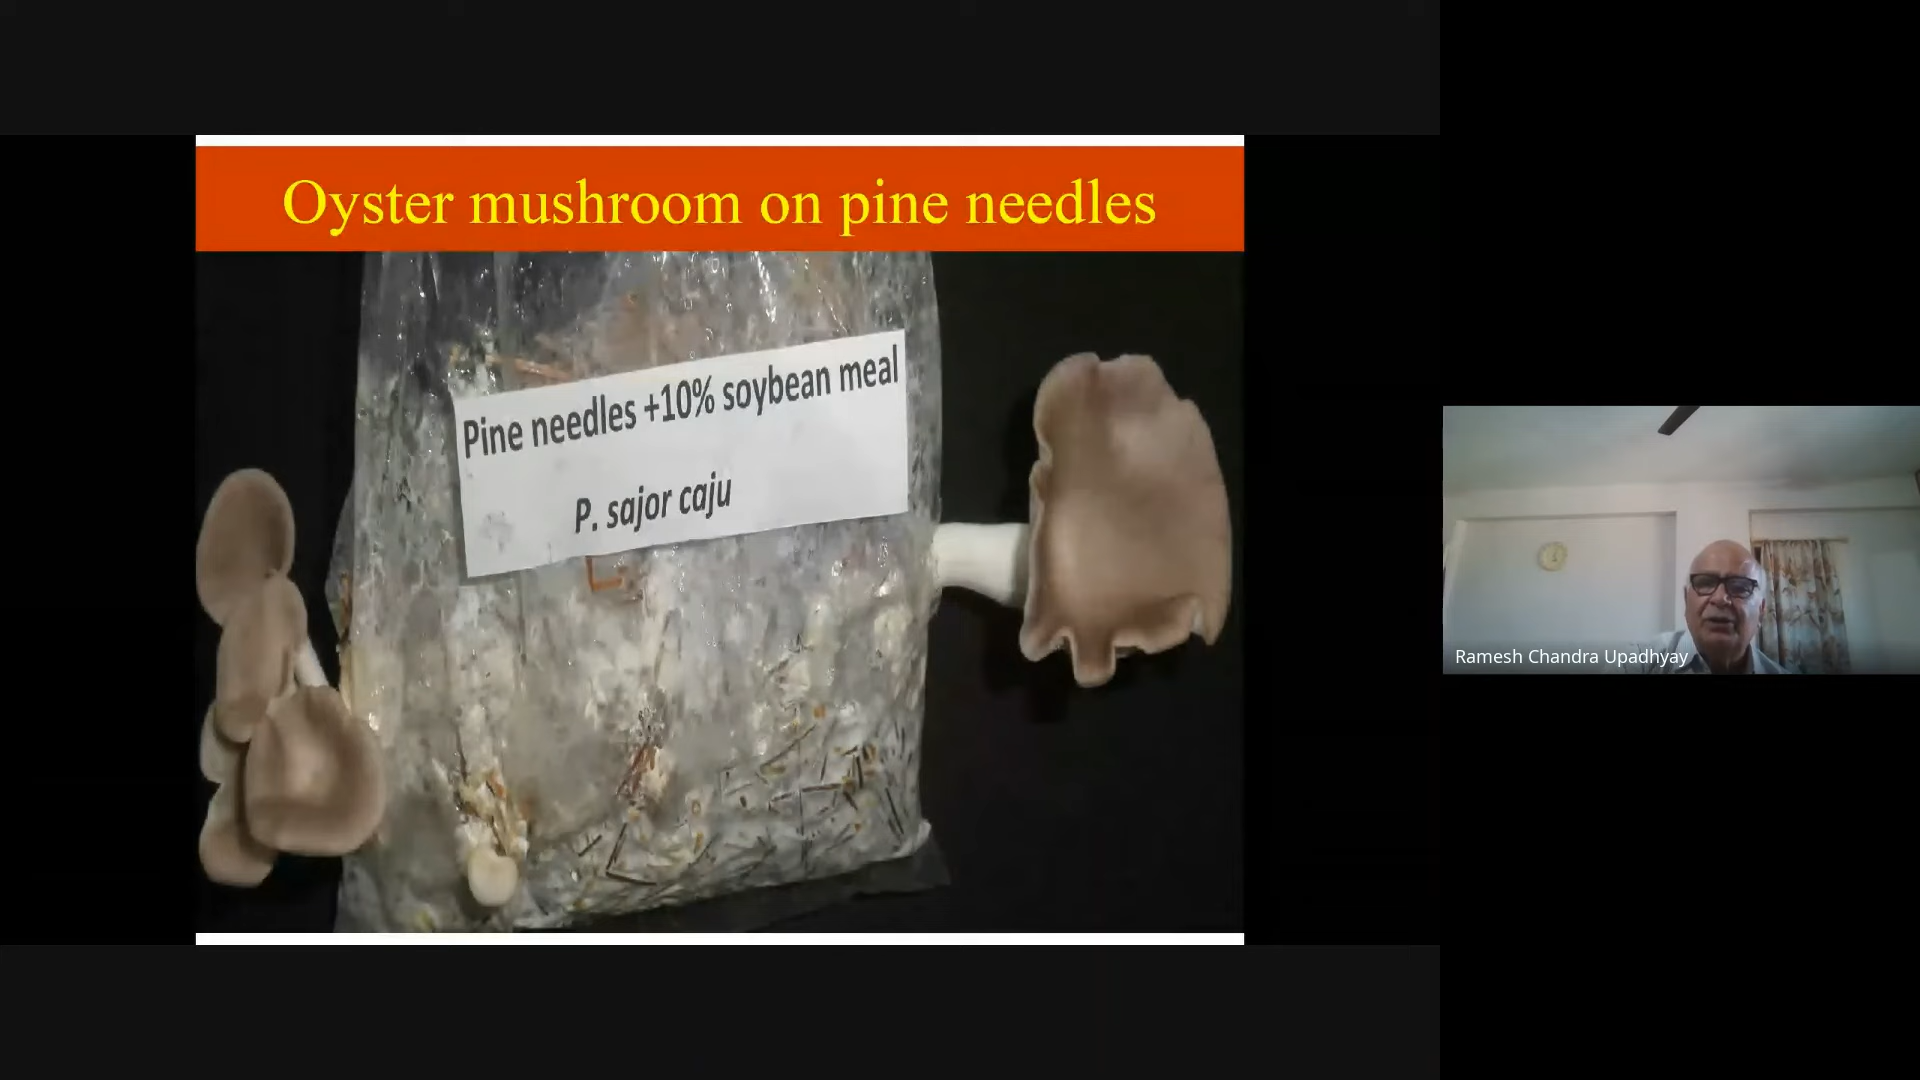 Oyster mushroom on pine needles
Pine needles +10% soybean meal
P. sajor caju
Ramesh Chandra Upadhyay